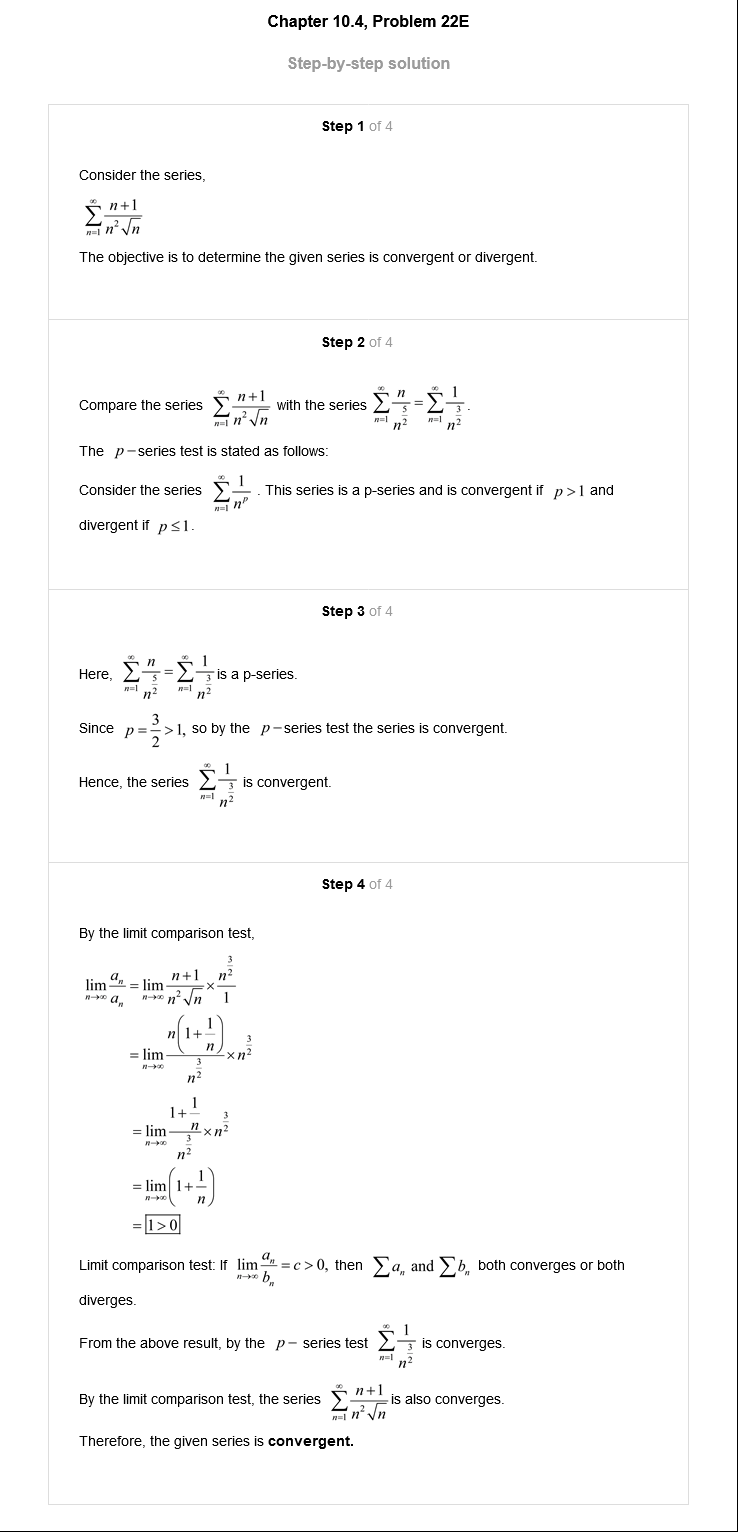 Chapter 10.4, Problem 22E
Step-by-step solution
Step 1 of 4
Consider the series,
$\sum_{n=1}^{\infty} \frac{n+1}{n^2\sqrt{n}}$
The objective is to determine the given series is convergent or divergent.
Step 2 of 4
Compare the series $\sum_{n=1}^{\infty} \frac{n+1}{n^2\sqrt{n}}$ with the series $\sum_{n=1}^{\infty} \frac{n}{n^{\frac{5}{2}}} = \sum_{n=1}^{\infty} \frac{1}{n^{\frac{3}{2}}}$.
The $p-$series test is stated as follows:
Consider the series $\sum_{n=1}^{\infty} \frac{1}{n^p}$ . This series is a p-series and is convergent if $p>1$ and
divergent if $p \le 1$.
Step 3 of 4
Here, $\sum_{n=1}^{\infty} \frac{n}{n^{\frac{5}{2}}} = \sum_{n=1}^{\infty} \frac{1}{n^{\frac{3}{2}}}$ is a p-series.
Since $p = \frac{3}{2} > 1$, so by the $p-$series test the series is convergent.
Hence, the series $\sum_{n=1}^{\infty} \frac{1}{n^{\frac{3}{2}}}$ is convergent.
Step 4 of 4
By the limit comparison test,
$\lim_{n\to\infty} \frac{a_n}{a_n} = \lim_{n\to\infty} \frac{n+1}{n^2\sqrt{n}} \times \frac{n^{\frac{3}{2}}}{1}$
$= \lim_{n\to\infty} \frac{n\left(1+\frac{1}{n}\right)}{n^{\frac{3}{2}}} \times n^{\frac{3}{2}}$
$= \lim_{n\to\infty} \frac{1+\frac{1}{n}}{n^{\frac{3}{2}}} \times n^{\frac{3}{2}}$
$= \lim_{n\to\infty} \left(1+\frac{1}{n}\right)$
$= \boxed{1>0}$
Limit comparison test: If $\lim_{n\to\infty} \frac{a_n}{b_n} = c > 0$, then $\sum a_n$ and $\sum b_n$ both converges or both
diverges.
From the above result, by the $p-$ series test $\sum_{n=1}^{\infty} \frac{1}{n^{\frac{3}{2}}}$ is converges.
By the limit comparison test, the series $\sum_{n=1}^{\infty} \frac{n+1}{n^2\sqrt{n}}$ is also converges.
Therefore, the given series is convergent.